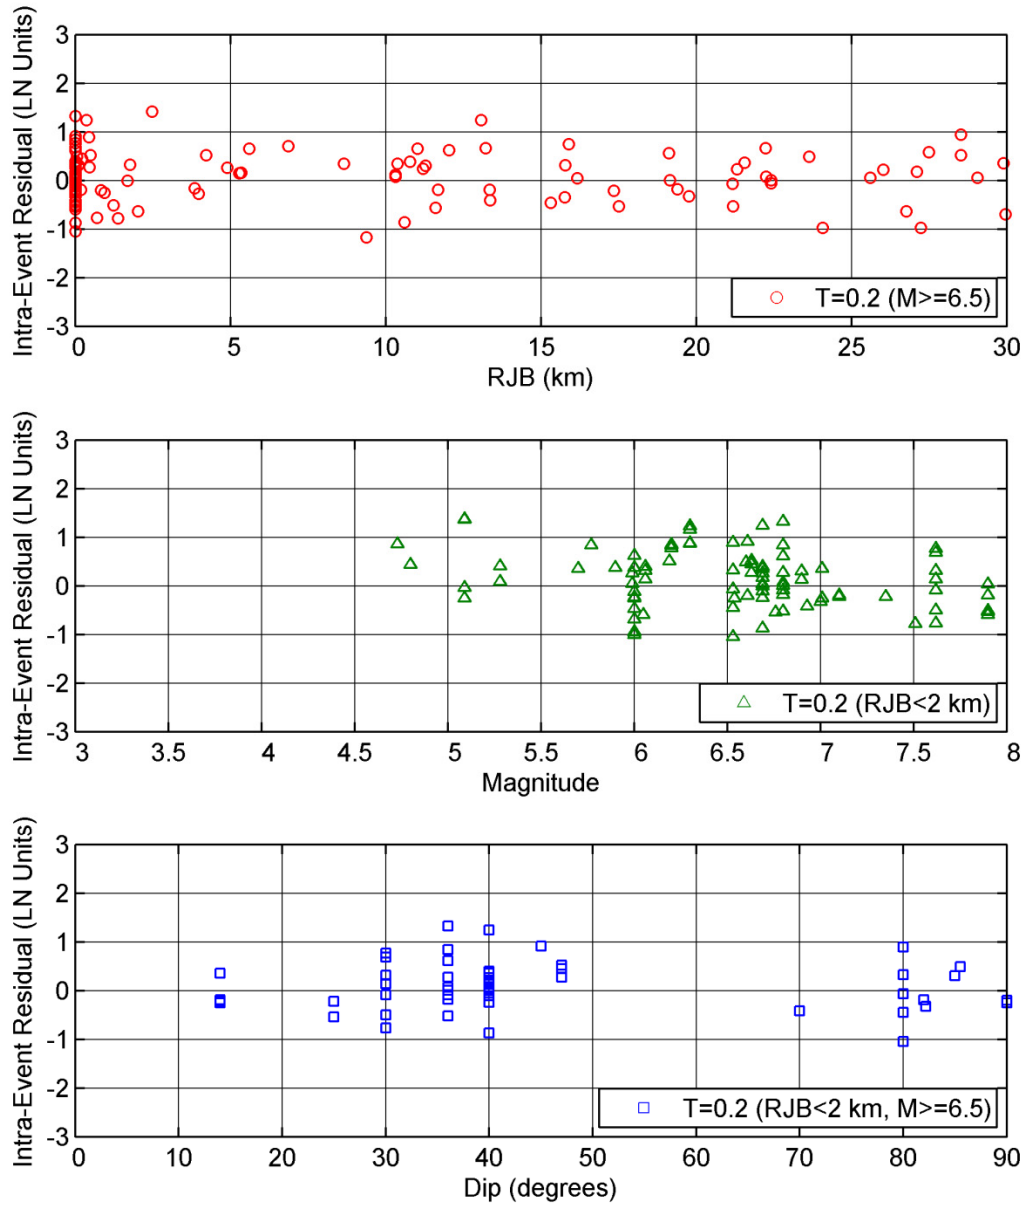 Intra-Event Residual (LN Units)
3
2
1
0
-1
-2
-3
T=0.2 (M>=6.5)
0 5 10 15 20 25 30
RJB (km)
Intra-Event Residual (LN Units)
3
2
1
0
-1
-2
-3
T=0.2 (RJB<2 km)
3 3.5 4 4.5 5 5.5 6 6.5 7 7.5 8
Magnitude
Intra-Event Residual (LN Units)
3
2
1
0
-1
-2
-3
T=0.2 (RJB<2 km, M>=6.5)
0 10 20 30 40 50 60 70 80 90
Dip (degrees)